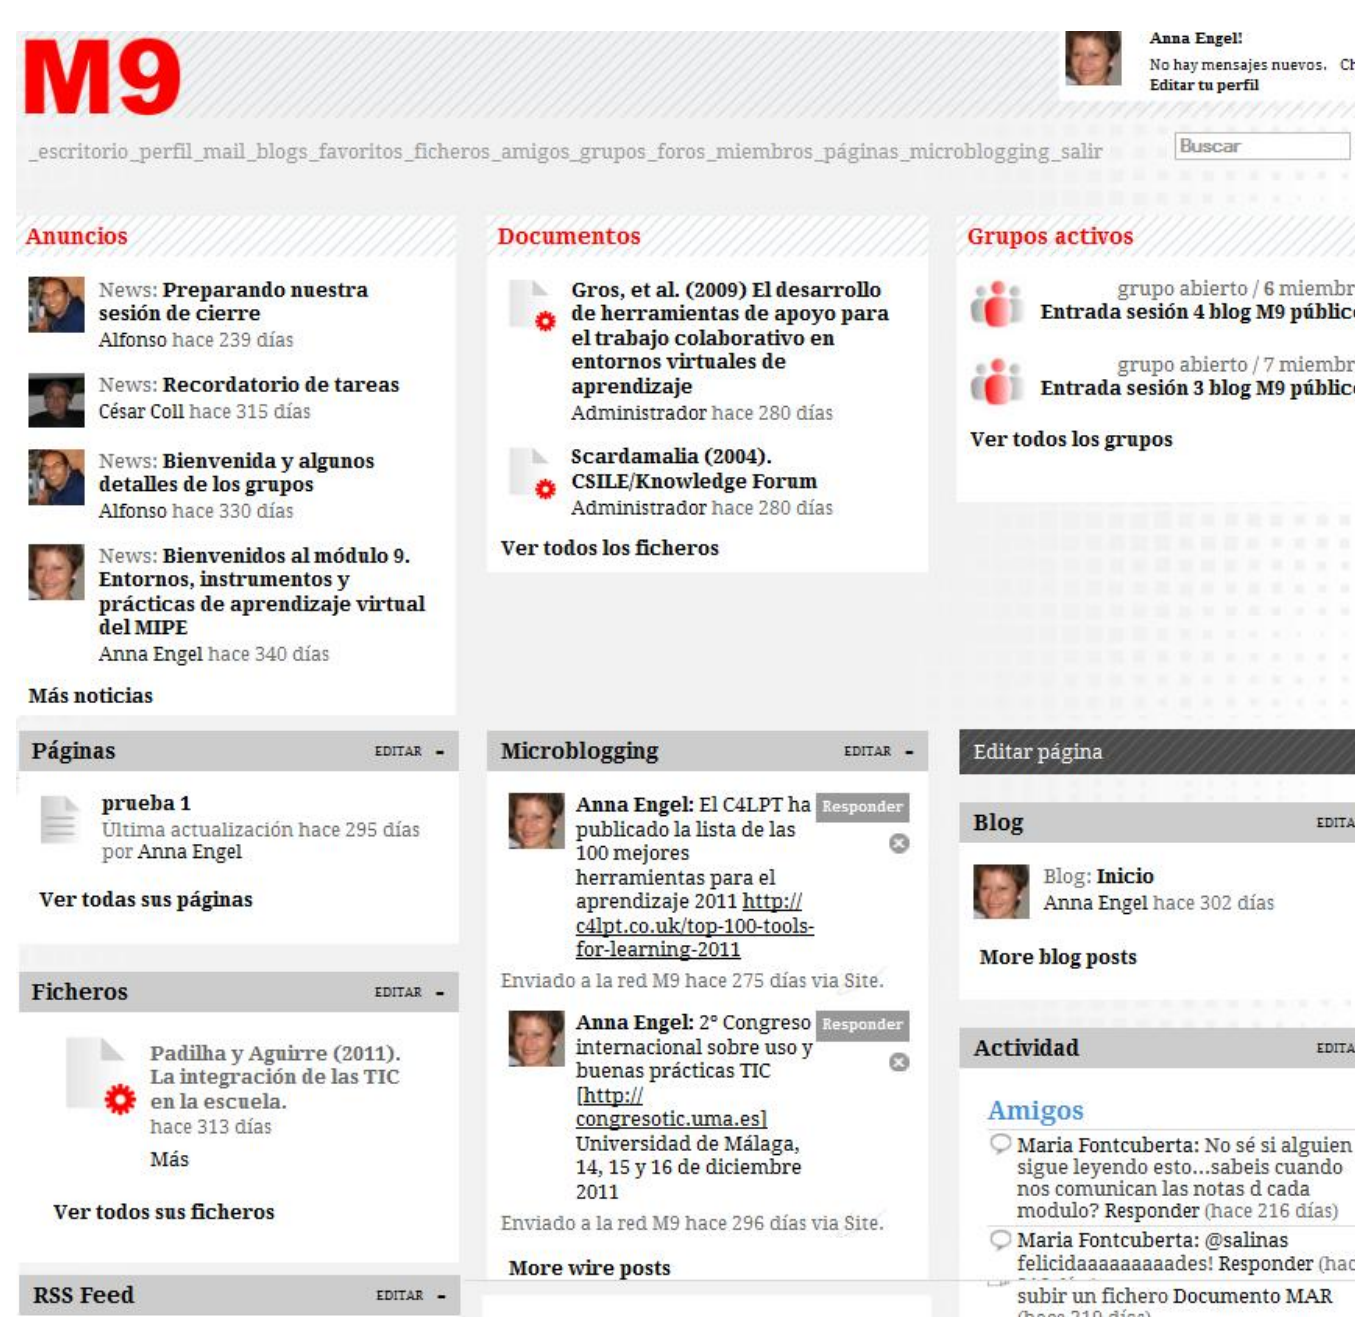 M9
Anna Engel!
No hay mensajes nuevos.
Editar tu perfil
_escritorio_perfil_mail_blogs_favoritos_ficheros_amigos_grupos_foros_miembros_páginas_microblogging_salir
Buscar
Anuncios
News: Preparando nuestra
sesión de cierre
Alfonso hace 239 días
News: Recordatorio de tareas
César Coll hace 315 días
News: Bienvenida y algunos
detalles de los grupos
Alfonso hace 330 días
News: Bienvenidos al módulo 9.
Entornos, instrumentos y
prácticas de aprendizaje virtual
del MIPE
Anna Engel hace 340 días
Más noticias
Documentos
Gros, et al. (2009) El desarrollo
de herramientas de apoyo para
el trabajo colaborativo en
entornos virtuales de
aprendizaje
Administrador hace 280 días
Scardamalia (2004).
CSILE/Knowledge Forum
Administrador hace 280 días
Ver todos los ficheros
Grupos activos
grupo abierto / 6 miembr
Entrada sesión 4 blog M9 públic
grupo abierto / 7 miembr
Entrada sesión 3 blog M9 públic
Ver todos los grupos
Páginas EDITAR -
prueba 1
Última actualización hace 295 días
por Anna Engel
Ver todas sus páginas
Ficheros EDITAR -
Padilha y Aguirre (2011).
La integración de las TIC
en la escuela.
hace 313 días
Más
Ver todos sus ficheros
RSS Feed EDITAR -
Microblogging EDITAR -
Anna Engel: El C4LPT ha Responder
publicado la lista de las
100 mejores
herramientas para el
aprendizaje 2011 http://
c4lpt.co.uk/top-100-tools-
for-learning-2011
Enviado a la red M9 hace 275 días via Site.
Anna Engel: 2º Congreso Responder
internacional sobre uso y
buenas prácticas TIC
[http://
congresotic.uma.es]
Universidad de Málaga,
14, 15 y 16 de diciembre
2011
Enviado a la red M9 hace 296 días via Site.
More wire posts
Editar página
Blog EDITA
Blog: Inicio
Anna Engel hace 302 días
More blog posts
Actividad EDITA
Amigos
Maria Fontcuberta: No sé si alguien
sigue leyendo esto...sabeis cuando
nos comunican las notas d cada
modulo? Responder (hace 216 días)
Maria Fontcuberta: @salinas
felicidaaaaaaaaades! Responder (hac
subir un fichero Documento MAR